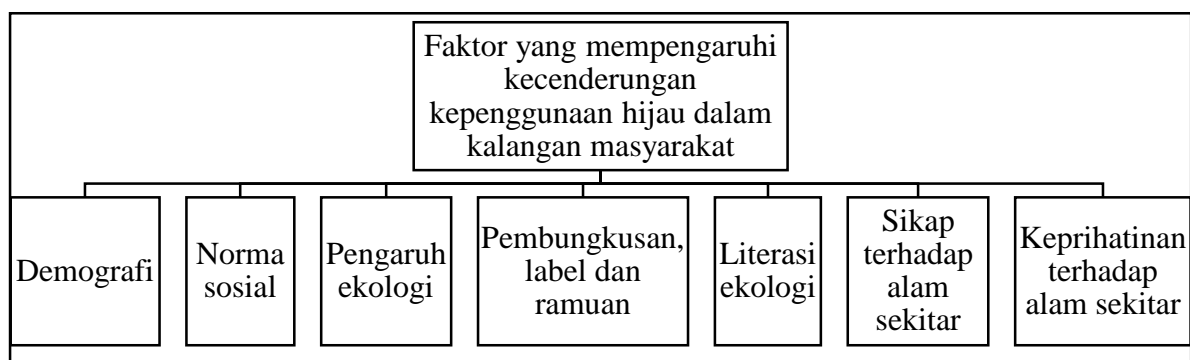 Faktor yang mempengaruhi
kecenderungan
kepenggunaan hijau dalam
kalangan masyarakat
Demografi
Norma
sosial
Pengaruh
ekologi
Pembungkusan,
label dan
ramuan
Literasi
ekologi
Sikap
terhadap
alam
sekitar
Keprihatinan
terhadap
alam sekitar